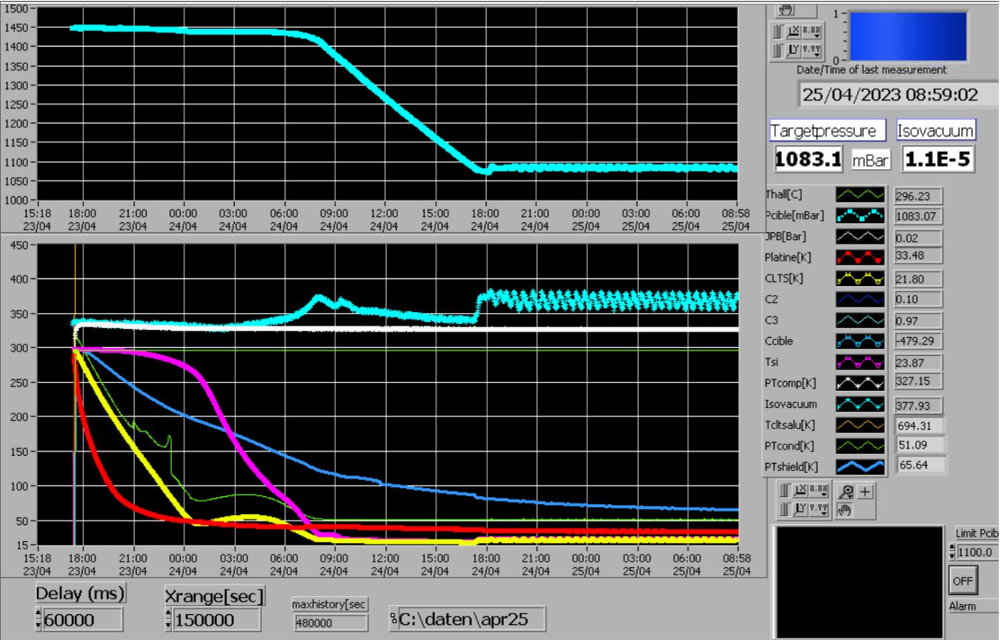 1500
1450
1400
1350
1300
1250
1200
1150
1100
1050
1000
15:18 18:00 21:00 00:00 03:00 06:00 09:00 12:00 15:00 18:00 21:00 00:00 03:00 06:00 08:58
23/04 23/04 23/04 24/04 24/04 24/04 24/04 24/04 24/04 24/04 24/04 25/04 25/04 25/04 25/04
450
400
350
300
250
200
150
100
50
15
15:18 18:00 21:00 00:00 03:00 06:00 09:00 12:00 15:00 18:00 21:00 00:00 03:00 06:00 08:58
23/04 23/04 23/04 24/04 24/04 24/04 24/04 24/04 24/04 24/04 24/04 25/04 25/04 25/04 25/04
Delay (ms)
60000
Xrange[sec]
150000
maxhistory[sec
480000
C:\daten\apr25
X X.XX
Y Y.YY
1
0
Date/Time of last measurement
25/04/2023 08:59:02
Targetpressure Isovacuum
1083.1 mBar 1.1E-5
Thall[C] 296.23
Pcible[mBar] 1083.07
JPB[Bar] 0.02
Platine[K] 33.48
CLTS[K] 21.80
C2 0.10
C3 0.97
Ccible -479.29
Tsi 23.87
PTcomp[K] 327.15
Isovacuum 377.93
Tcltsalu[K] 694.31
PTcond[K] 51.09
PTshield[K] 65.64
X X.XX
Y Y.YY
Limit Pcib
1100.0
OFF
Alarm